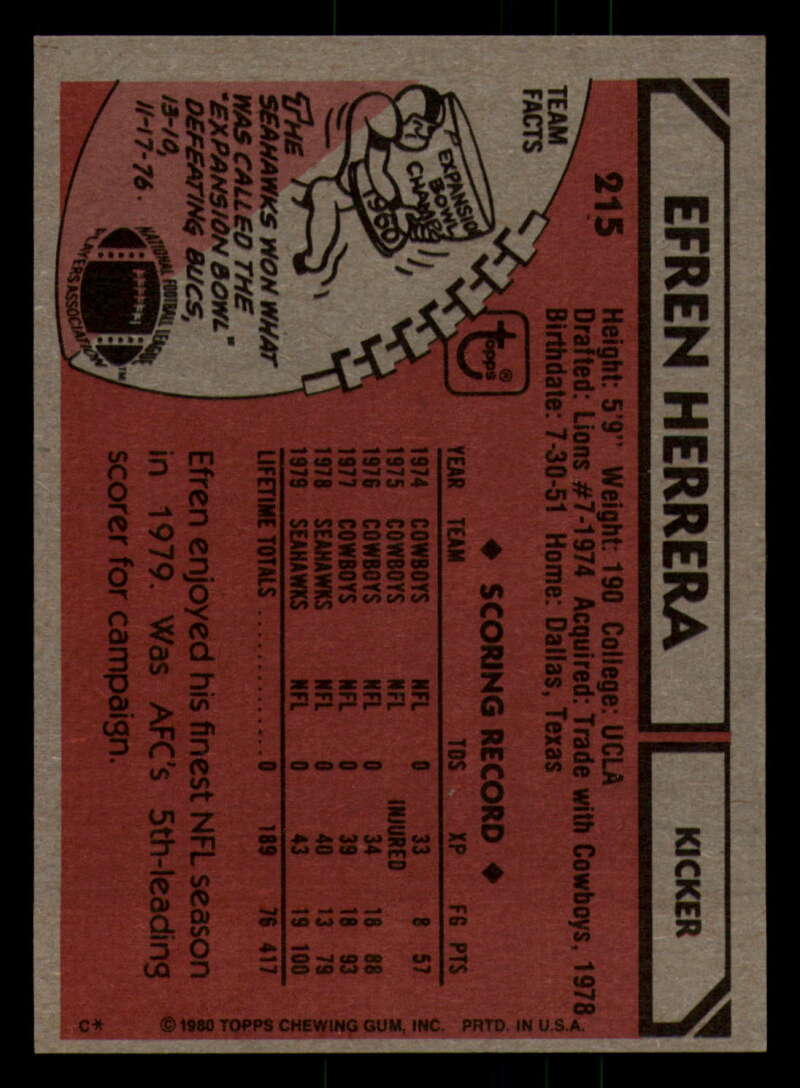 EFREN HERRERA
KICKER
215
Height: 5'9" Weight: 190 College: UCLA
Drafted: Lions #7-1974 Acquired: Trade with Cowboys, 1978
Birthdate: 7-30-51 Home: Dallas, Texas
topps®
TEAM
FACTS
EXPANSION
BOWL
CHAMPS
1960
THE
SEAHAWKS WON WHAT
WAS CALLED THE
"EXPANSION BOWL"
DEFEATING BUCS,
13-10,
11-17-76.
NATIONAL FOOTBALL LEAGUE
PLAYERS ASSOCIATION
TM
◆ SCORING RECORD ◆
YEAR TEAM TDS XP FG PTS
1974 COWBOYS NFL 0 33 8 57
1975 COWBOYS NFL INJURED
1976 COWBOYS NFL 0 34 18 88
1977 COWBOYS NFL 0 39 18 93
1978 SEAHAWKS NFL 0 40 13 79
1979 SEAHAWKS NFL 0 43 19 100
LIFETIME TOTALS .............. 0 189 76 417
Efren enjoyed his finest NFL season
in 1979. Was AFC's 5th-leading
scorer for campaign.
C* © 1980 TOPPS CHEWING GUM, INC. PRTD. IN U.S.A.